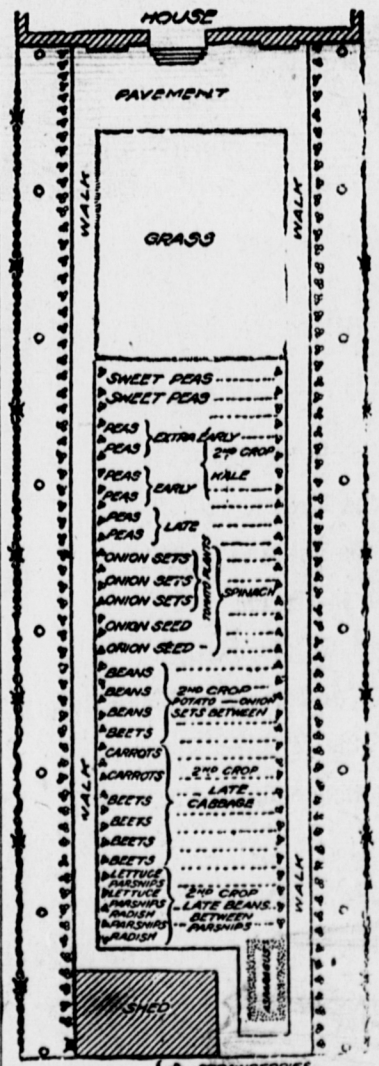 HOUSE
PAVEMENT
WALK
WALK
GRASS
SWEET PEAS
SWEET PEAS
PEAS
EXTRA EARLY
PEAS
2ND CROP
KALE
PEAS
EARLY
PEAS
PEAS
LATE
PEAS
ONION SETS
ONION SETS
ONION SETS
TOMATO PLANTS
SPINACH
ONION SEED
ONION SEED
BEANS
BEANS
2ND CROP
POTATO ONION
BEANS
SETS BETWEEN
BEETS
CARROTS
CARROTS
2ND CROP
LATE
BEETS
CABBAGE
BEETS
BEETS
BEETS
WALK
WALK
LETTUCE
PARSNIPS
LETTUCE
2ND CROP
PARSNIPS
LATE BEANS
RADISH
BETWEEN
PARSNIPS
PARSNIPS
RADISH
ASPARAGUS
SHED
STRAWBERRIES